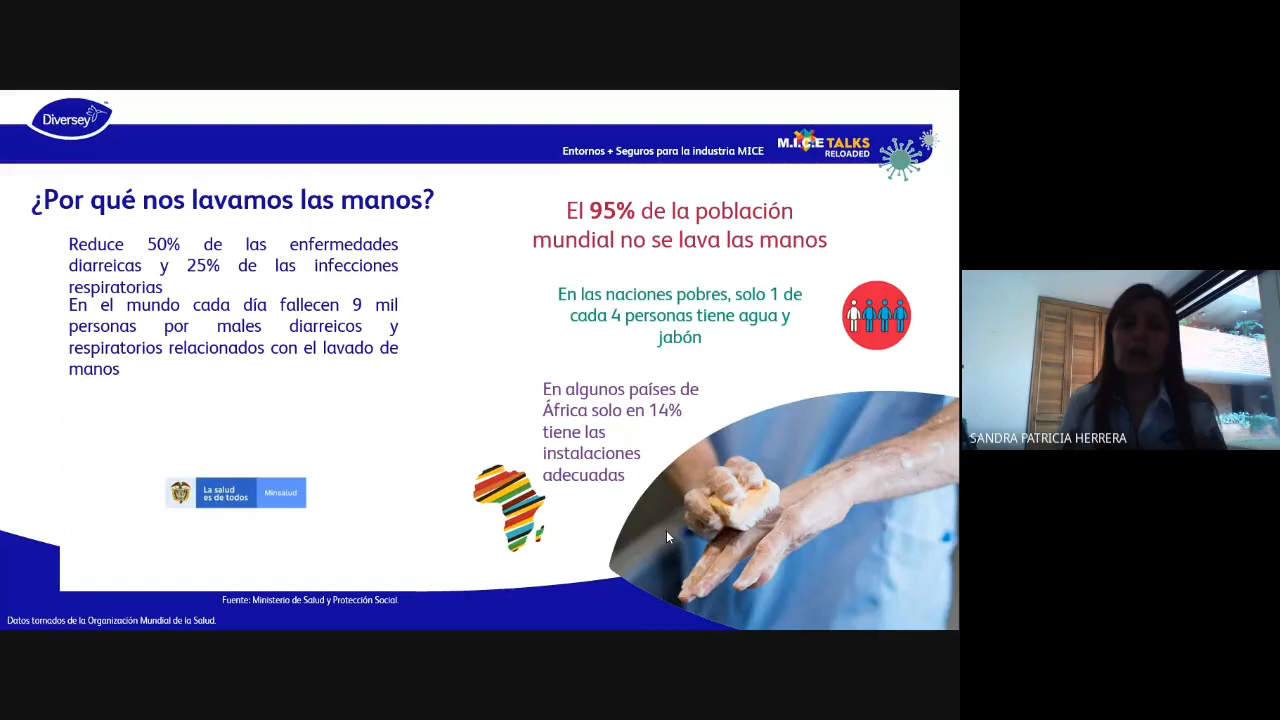 Diversey
Entornos + Seguros para la industria MICE
M.I.C.E TALKS
RELOADED
¿Por qué nos lavamos las manos?
Reduce 50% de las enfermedades
diarreicas y 25% de las infecciones
respiratorias
En el mundo cada día fallecen 9 mil
personas por males diarreicos y
respiratorios relacionados con el lavado de
manos
La salud
es de todos
Minsalud
Fuente: Ministerio de Salud y Protección Social.
Datos tomados de la Organización Mundial de la Salud.
El 95% de la población
mundial no se lava las manos
En las naciones pobres, solo 1 de
cada 4 personas tiene agua y
jabón
En algunos países de
África solo en 14%
tiene las
instalaciones
adecuadas
SANDRA PATRICIA HERRERA